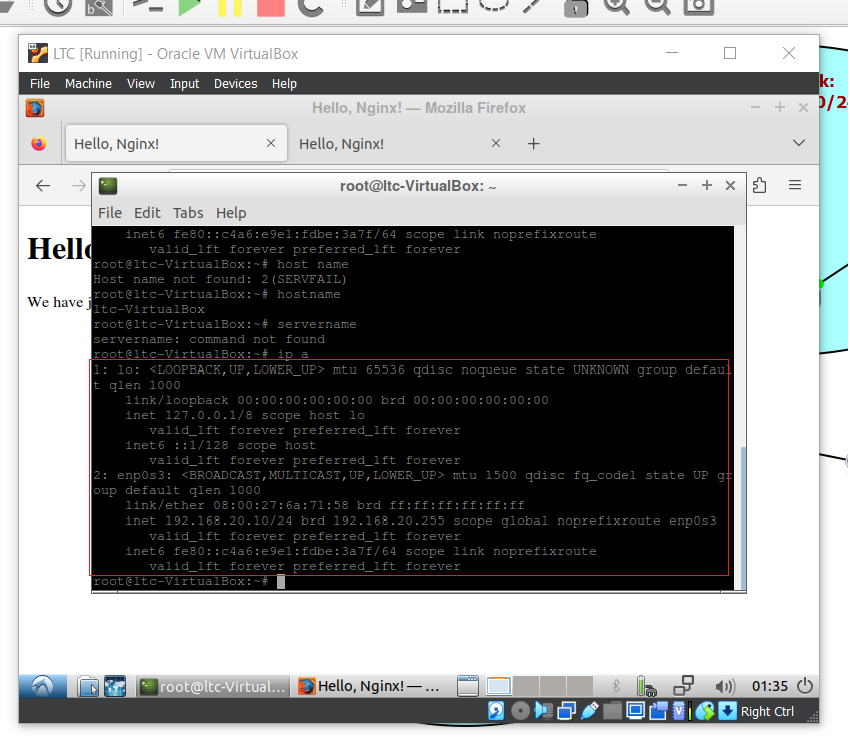 LTC [Running] - Oracle VM VirtualBox
File Machine View Input Devices Help
Hello, Nginx! — Mozilla Firefox
Hello, Nginx!
Hello, Nginx!
root@ltc-VirtualBox: ~
File Edit Tabs Help
Hello
We have j
inet6 fe80::c4a6:e9e1:fdbe:3a7f/64 scope link noprefixroute
valid_lft forever preferred_lft forever
root@ltc-VirtualBox:~# host name
Host name not found: 2(SERVFAIL)
root@ltc-VirtualBox:~# hostname
ltc-VirtualBox
root@ltc-VirtualBox:~# servername
servername: command not found
root@ltc-VirtualBox:~# ip a
1: lo: <LOOPBACK,UP,LOWER_UP> mtu 65536 qdisc noqueue state UNKNOWN group defaul
t qlen 1000
link/loopback 00:00:00:00:00:00 brd 00:00:00:00:00:00
inet 127.0.0.1/8 scope host lo
valid_lft forever preferred_lft forever
inet6 ::1/128 scope host
valid_lft forever preferred_lft forever
2: enp0s3: <BROADCAST,MULTICAST,UP,LOWER_UP> mtu 1500 qdisc fq_codel state UP gr
oup default qlen 1000
link/ether 08:00:27:6a:71:58 brd ff:ff:ff:ff:ff:ff
inet 192.168.20.10/24 brd 192.168.20.255 scope global noprefixroute enp0s3
valid_lft forever preferred_lft forever
inet6 fe80::c4a6:e9e1:fdbe:3a7f/64 scope link noprefixroute
valid_lft forever preferred_lft forever
root@ltc-VirtualBox:~#
k:
0/24
root@ltc-Virtual...
Hello, Nginx! — ...
01:35
Right Ctrl